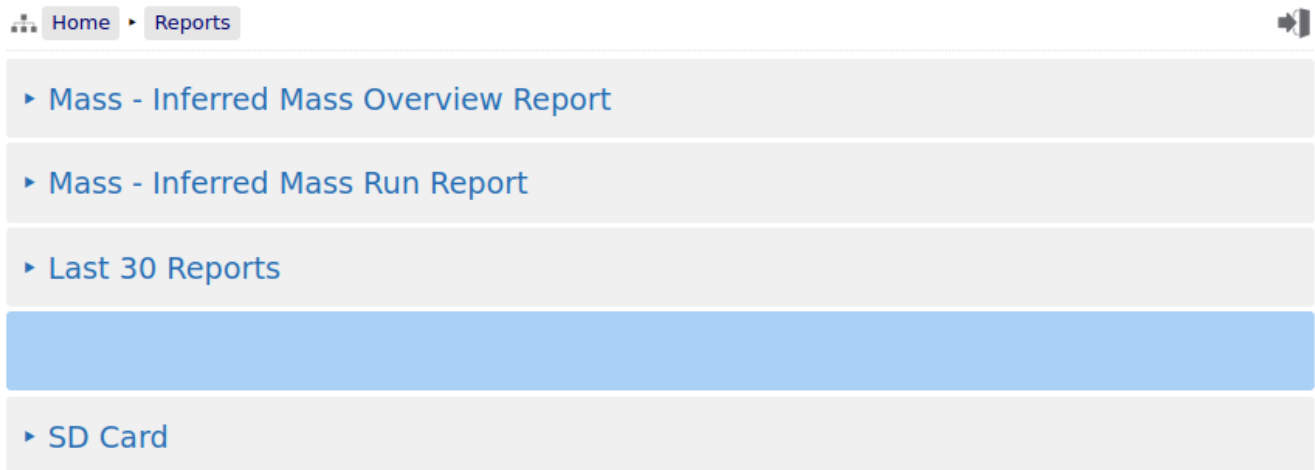 Home ‣ Reports
‣ Mass - Inferred Mass Overview Report
‣ Mass - Inferred Mass Run Report
‣ Last 30 Reports
‣ SD Card